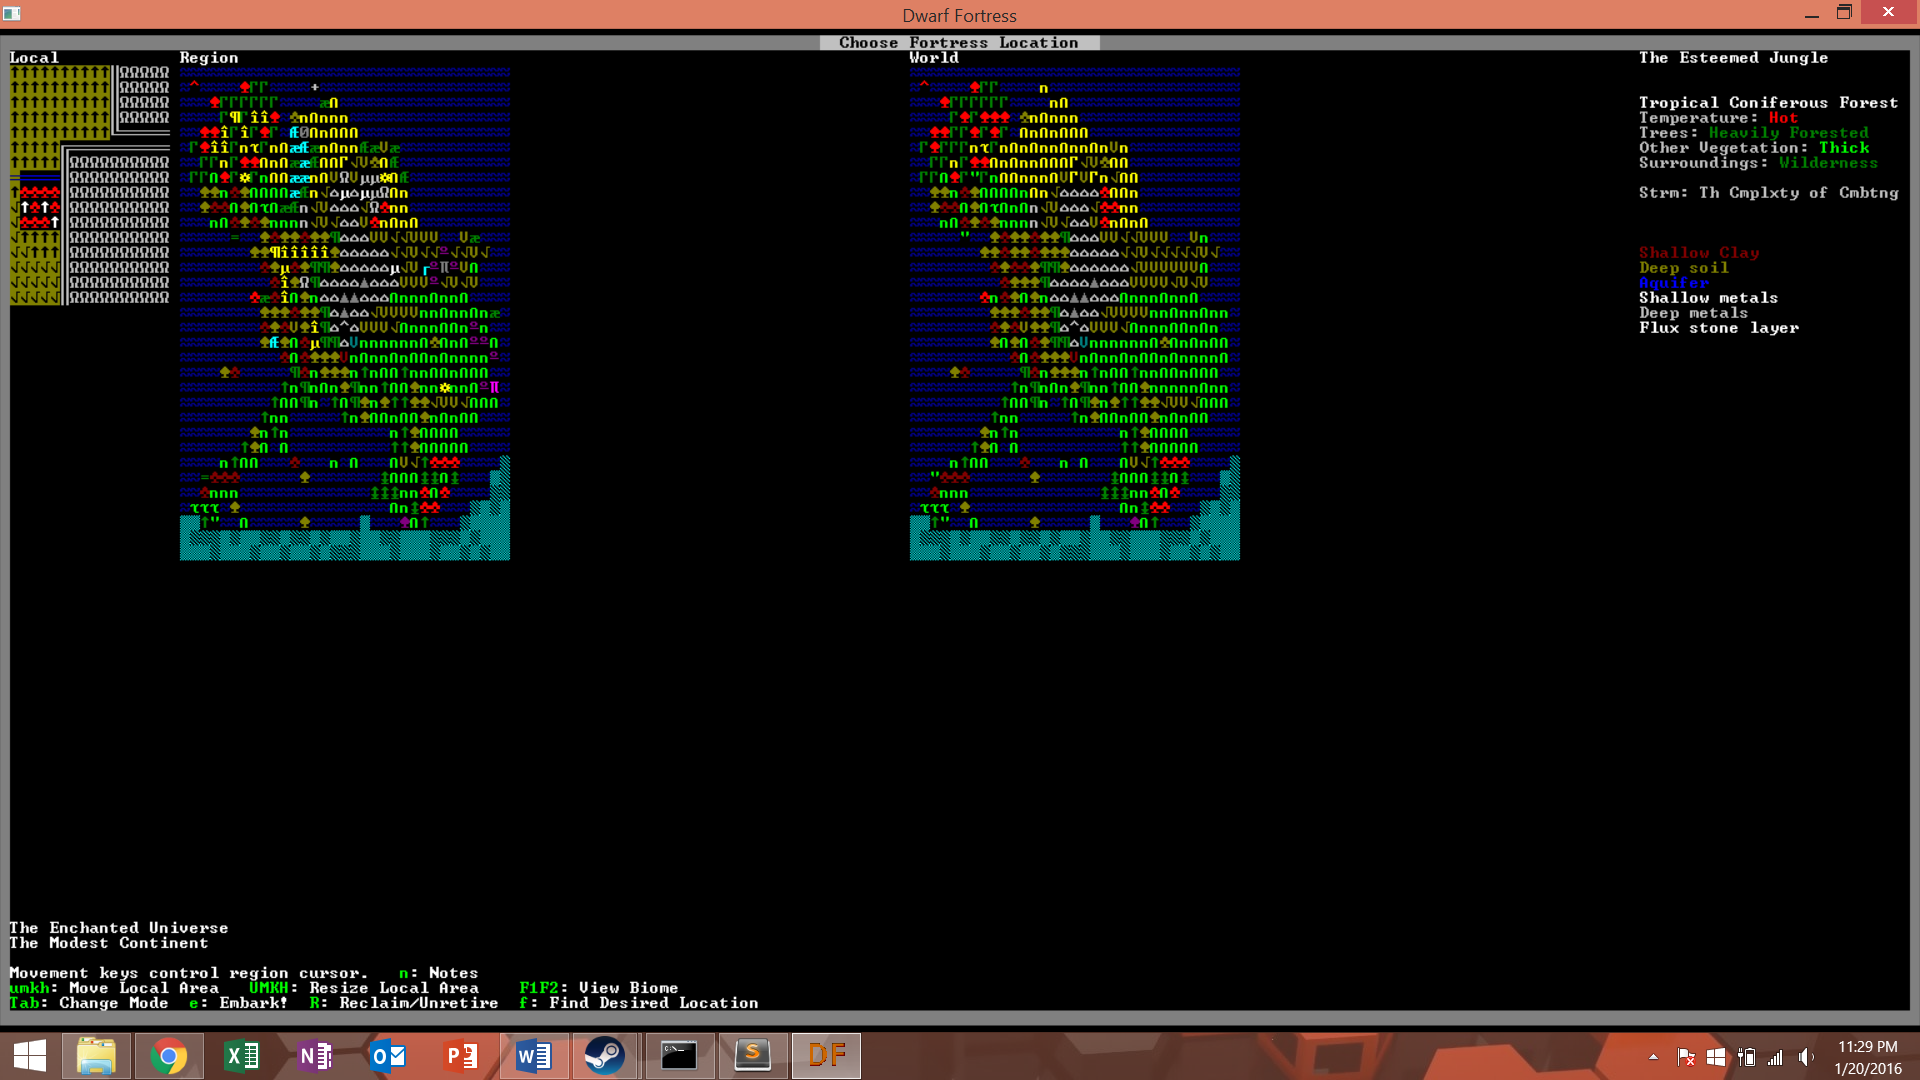 Dwarf Fortress
Choose Fortress Location
Local
Region
World
The Esteemed Jungle
Tropical Coniferous Forest
Temperature: Hot
Trees: Heavily Forested
Other Vegetation: Thick
Surroundings: Wilderness
Strm: Th Cmplxty of Cmbtng
Shallow Clay
Deep soil
Aquifer
Shallow metals
Deep metals
Flux stone layer
The Enchanted Universe
The Modest Continent
Movement keys control region cursor. n: Notes
umkh: Move Local Area UMKH: Resize Local Area F1F2: View Biome
Tab: Change Mode e: Embark! R: Reclaim/Unretire f: Find Desired Location
DF
11:29 PM
1/20/2016